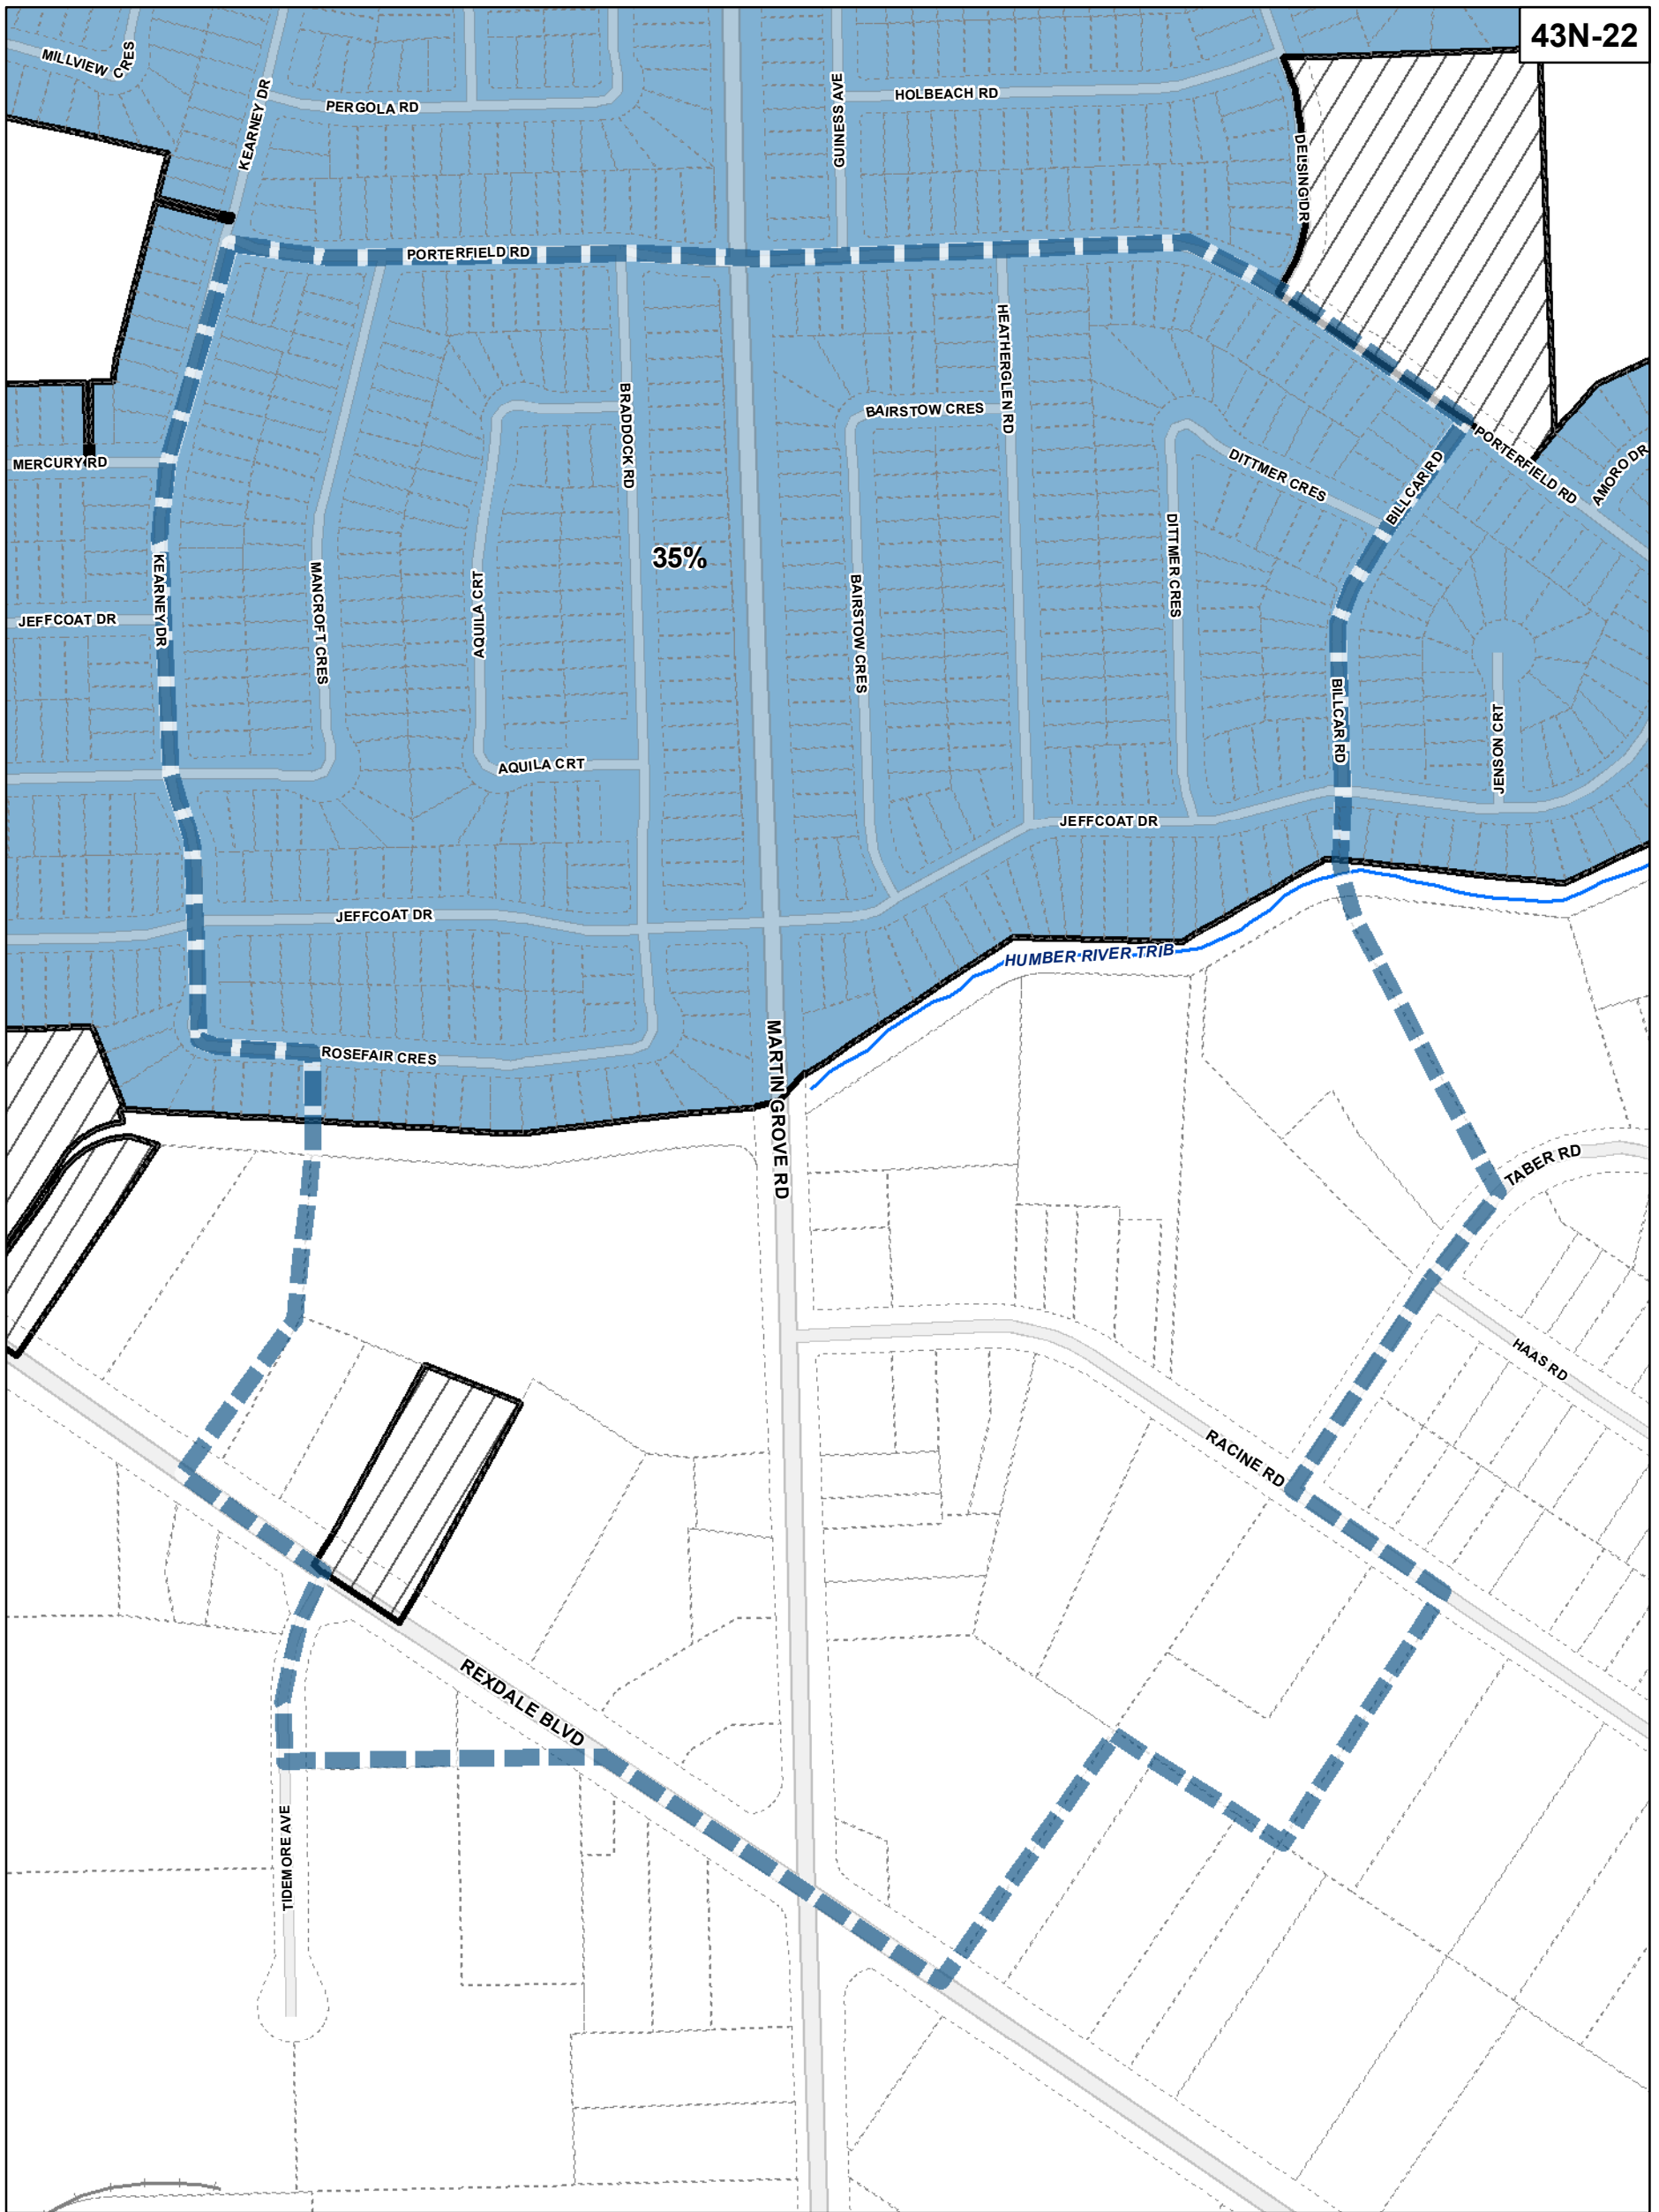 43N-22
MILLVIEW CRES
KEARNEY DR
PERGOLA RD
GUINESS AVE
HOLBEACH RD
DELSING DR
PORTERFIELD RD
HEATHERGLEN RD
BRADDOCK RD
BAIRSTOW CRES
MERCURY RD
DITTMER CRES
BILLCAR RD
PORTERFIELD RD
AMORO DR
35%
KEARNEY DR
JEFFCOAT DR
MANCROFT CRES
AQUILA CRT
BAIRSTOW CRES
DITTMER CRES
BILLCAR RD
JENSON CRT
AQUILA CRT
JEFFCOAT DR
JEFFCOAT DR
HUMBER RIVER TRIB
ROSEFAIR CRES
MARTIN GROVE RD
TABER RD
HAAS RD
RACINE RD
REXDALE BLVD
TIDEMORE AVE